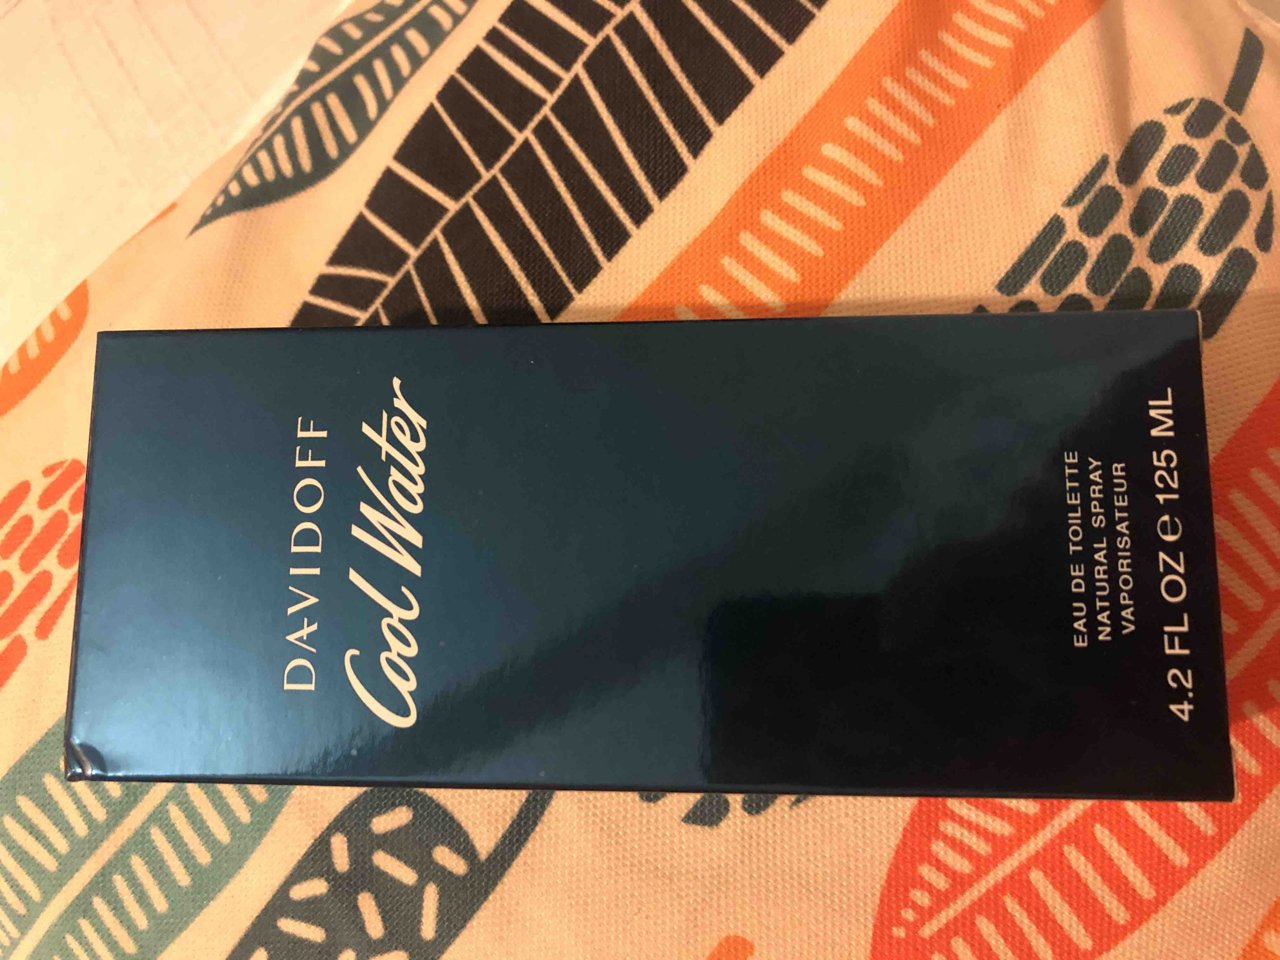 DAVIDOFF
Cool Water
EAU DE TOILETTE
NATURAL SPRAY
VAPORISATEUR
4.2 FL OZ ℮ 125 ML